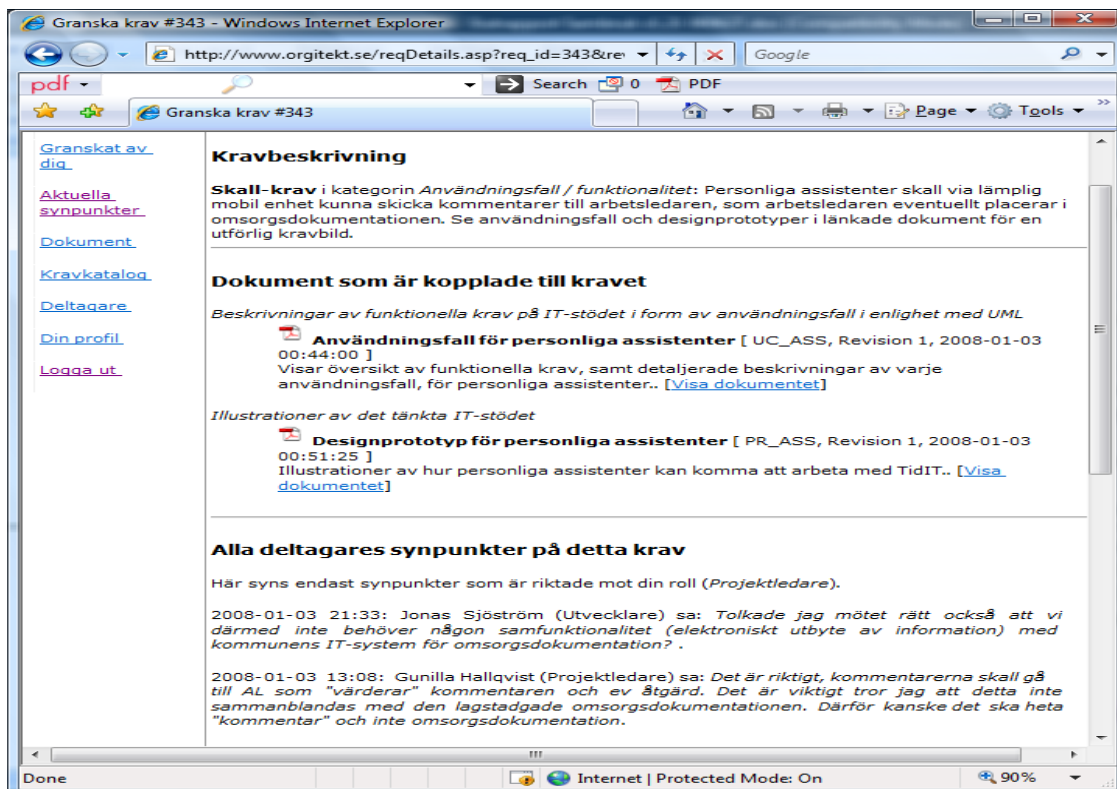 Granska krav #343 - Windows Internet Explorer
http://www.orgitekt.se/reqDetails.asp?req_id=343&re
Google
pdf
Search
0
PDF
Granska krav #343
Page
Tools
Granskat av
dig
Aktuella
synpunkter
Dokument
Kravkatalog
Deltagare
Din profil
Logga ut
Kravbeskrivning
Skall-krav i kategorin Användningsfall / funktionalitet: Personliga assistenter skall via lämplig
mobil enhet kunna skicka kommentarer till arbetsledaren, som arbetsledaren eventuellt placerar i
omsorgsdokumentationen. Se användningsfall och designprototyper i länkade dokument för en
utförlig kravbild.
Dokument som är kopplade till kravet
Beskrivningar av funktionella krav på IT-stödet i form av användningsfall i enlighet med UML
Användningsfall för personliga assistenter [ UC_ASS, Revision 1, 2008-01-03
00:44:00 ]
Visar översikt av funktionella krav, samt detaljerade beskrivningar av varje
användningsfall, för personliga assistenter.. [Visa dokumentet]
Illustrationer av det tänkta IT-stödet
Designprototyp för personliga assistenter [ PR_ASS, Revision 1, 2008-01-03
00:51:25 ]
Illustrationer av hur personliga assistenter kan komma att arbeta med TidIT.. [Visa
dokumentet]
Alla deltagares synpunkter på detta krav
Här syns endast synpunkter som är riktade mot din roll (Projektledare).
2008-01-03 21:33: Jonas Sjöström (Utvecklare) sa: Tolkade jag mötet rätt också att vi
därmed inte behöver någon samfunktionalitet (elektroniskt utbyte av information) med
kommunens IT-system för omsorgsdokumentation? .
2008-01-03 13:08: Gunilla Hallqvist (Projektledare) sa: Det är riktigt, kommentarerna skall gå
till AL som "värderar" kommentaren och ev åtgärd. Det är viktigt tror jag att detta inte
sammanblandas med den lagstadgade omsorgsdokumentationen. Därför kanske det ska heta
"kommentar" och inte omsorgsdokumentation.
Done
Internet | Protected Mode: On
90%